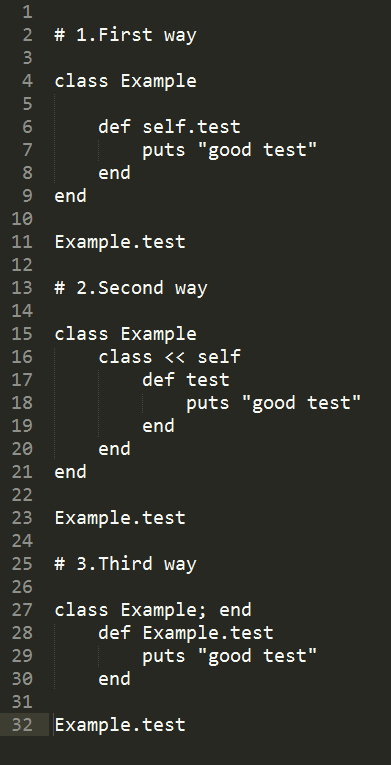 1
2 # 1.First way
3
4 class Example
5
6     def self.test
7         puts "good test"
8     end
9 end
10
11 Example.test
12
13 # 2.Second way
14
15 class Example
16     class << self
17         def test
18             puts "good test"
19         end
20     end
21 end
22
23 Example.test
24
25 # 3.Third way
26
27 class Example; end
28     def Example.test
29         puts "good test"
30     end
31
32 Example.test